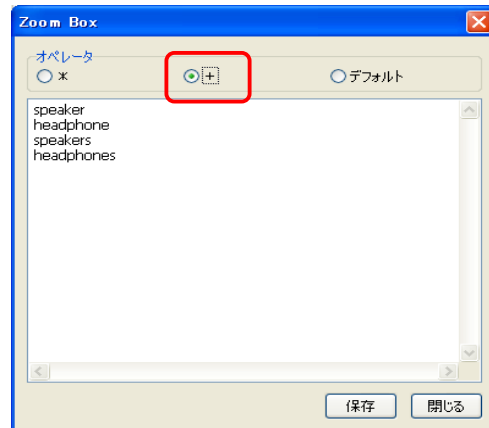 Zoom Box
オペレータ
* + デフォルト
speaker
headphone
speakers
headphones
保存 閉じる